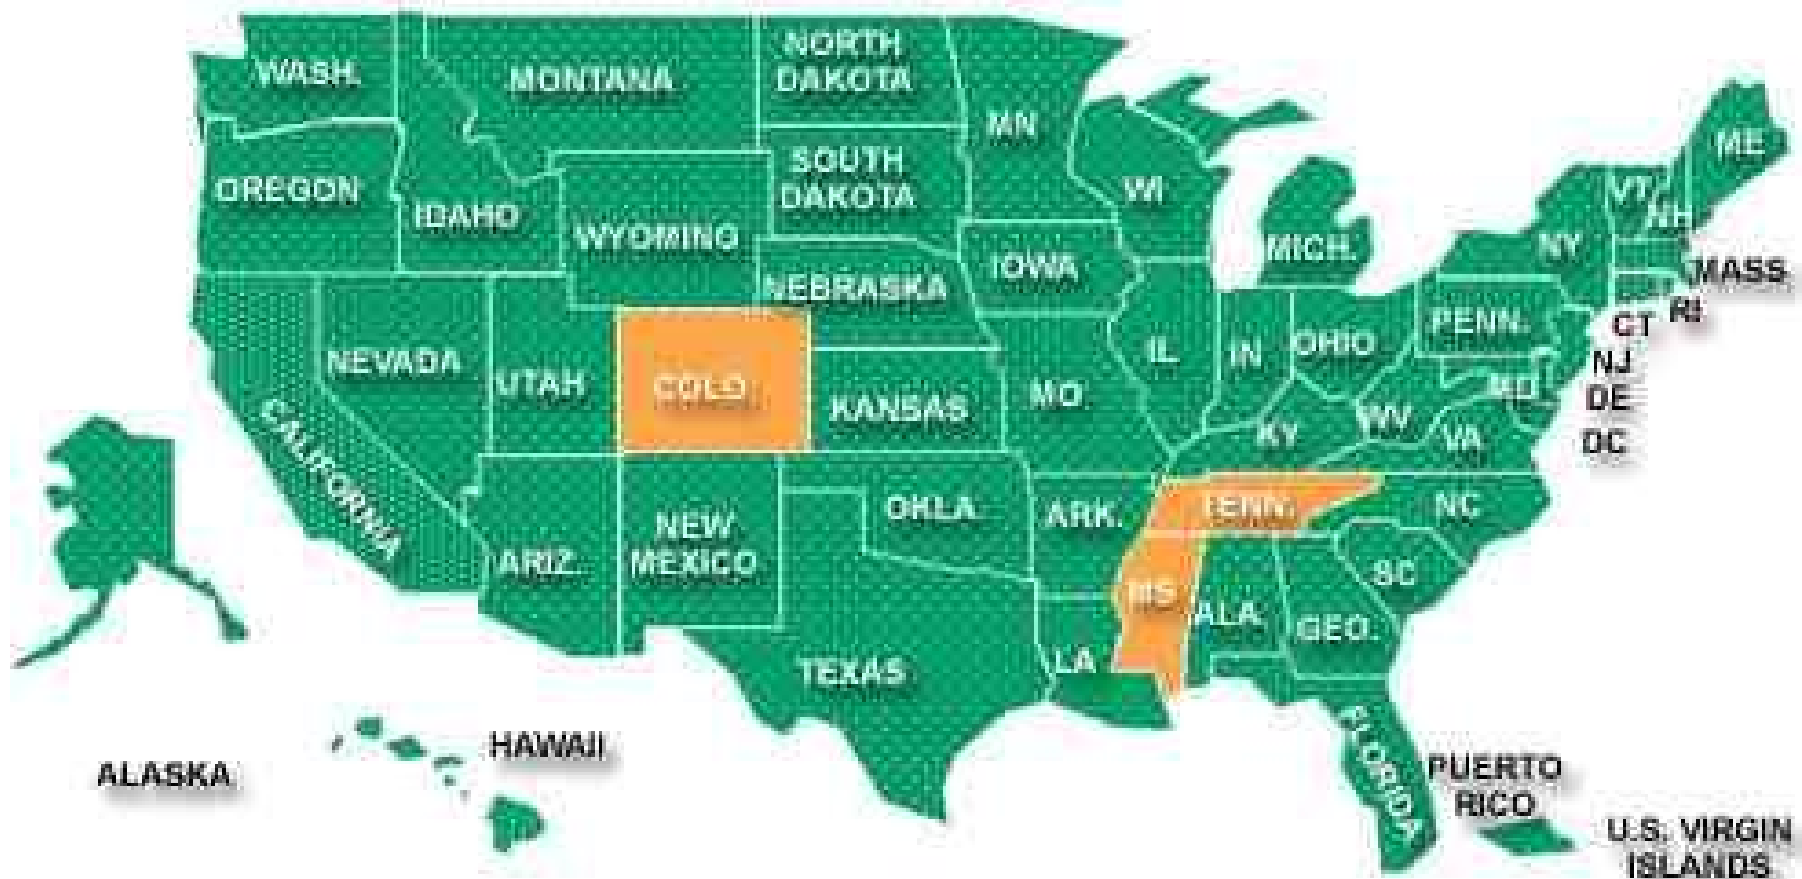 WASH.
MONTANA
NORTH
DAKOTA
MN
ME
SOUTH
DAKOTA
WI
VT
NH
OREGON
IDAHO
WYOMING
MICH.
NY
IOWA
MASS.
NEBRASKA
RI
CT
PENN.
NEVADA
UTAH
COLO.
KANSAS
MO.
IL
IN
OHIO
NJ
MD
DE
WV
VA
KY
DC
CALIFORNIA
ARIZ.
NEW
MEXICO
OKLA.
ARK.
TENN.
NC
SC
MS
ALA.
GEO.
LA
TEXAS
FLORIDA
ALASKA
HAWAII
PUERTO
RICO
U.S. VIRGIN
ISLANDS